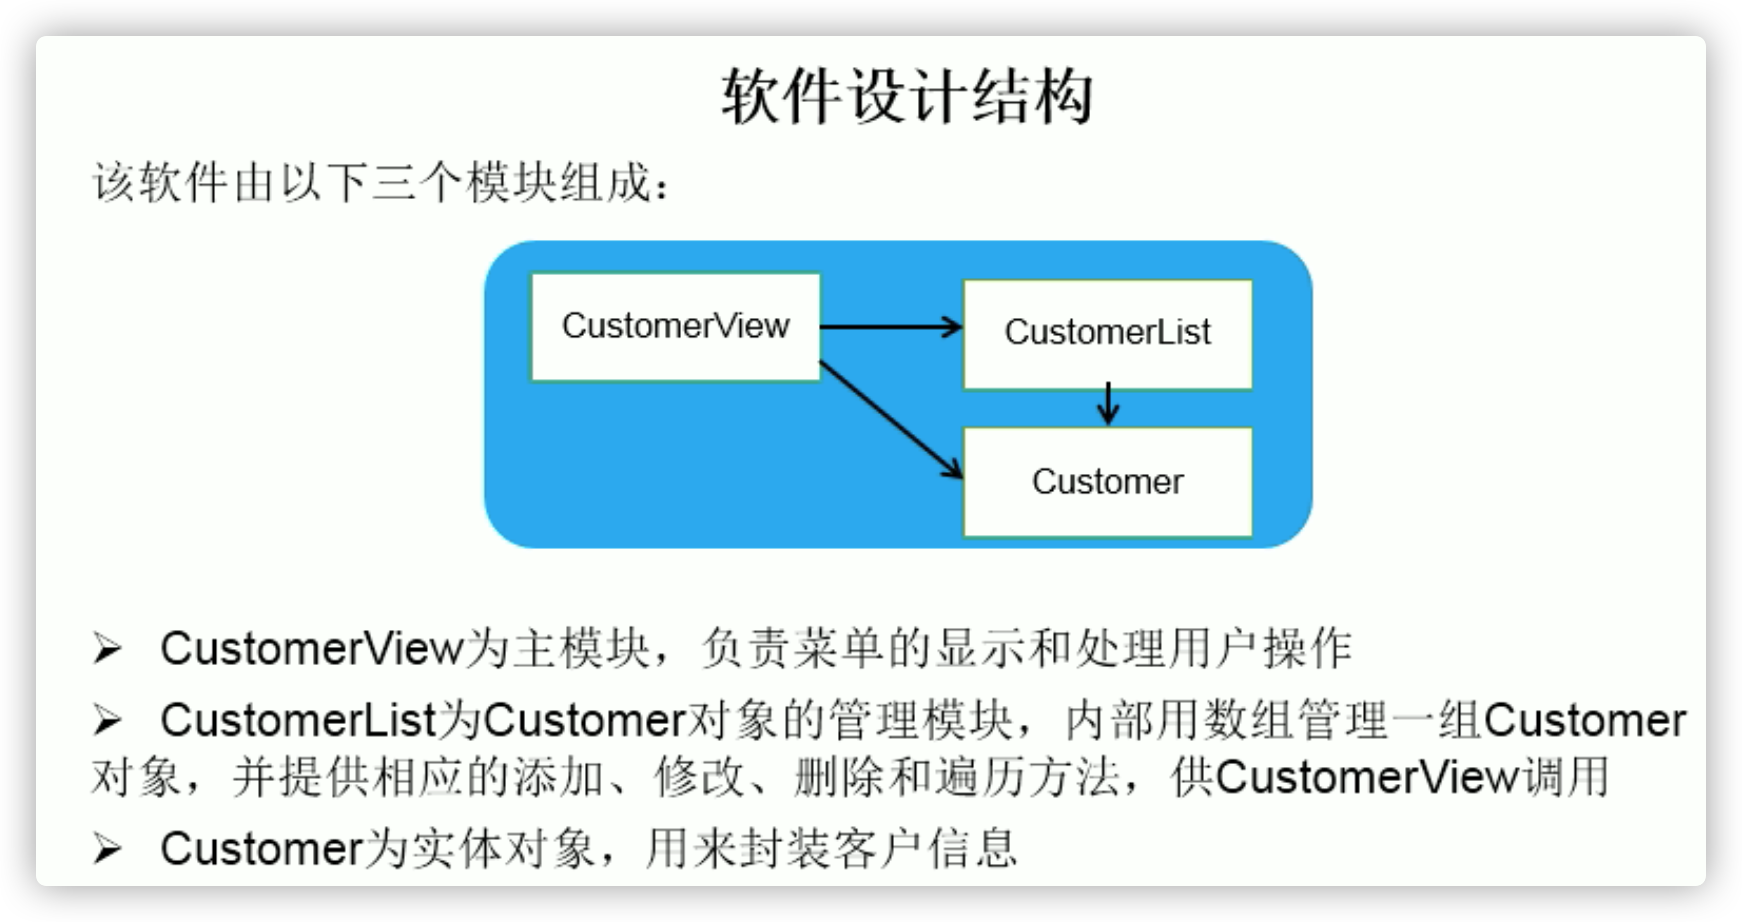 软件设计结构
该软件由以下三个模块组成：
CustomerView
CustomerList
Customer
➢ CustomerView为主模块，负责菜单的显示和处理用户操作
➢ CustomerList为Customer对象的管理模块，内部用数组管理一组Customer
对象，并提供相应的添加、修改、删除和遍历方法，供CustomerView调用
➢ Customer为实体对象，用来封装客户信息